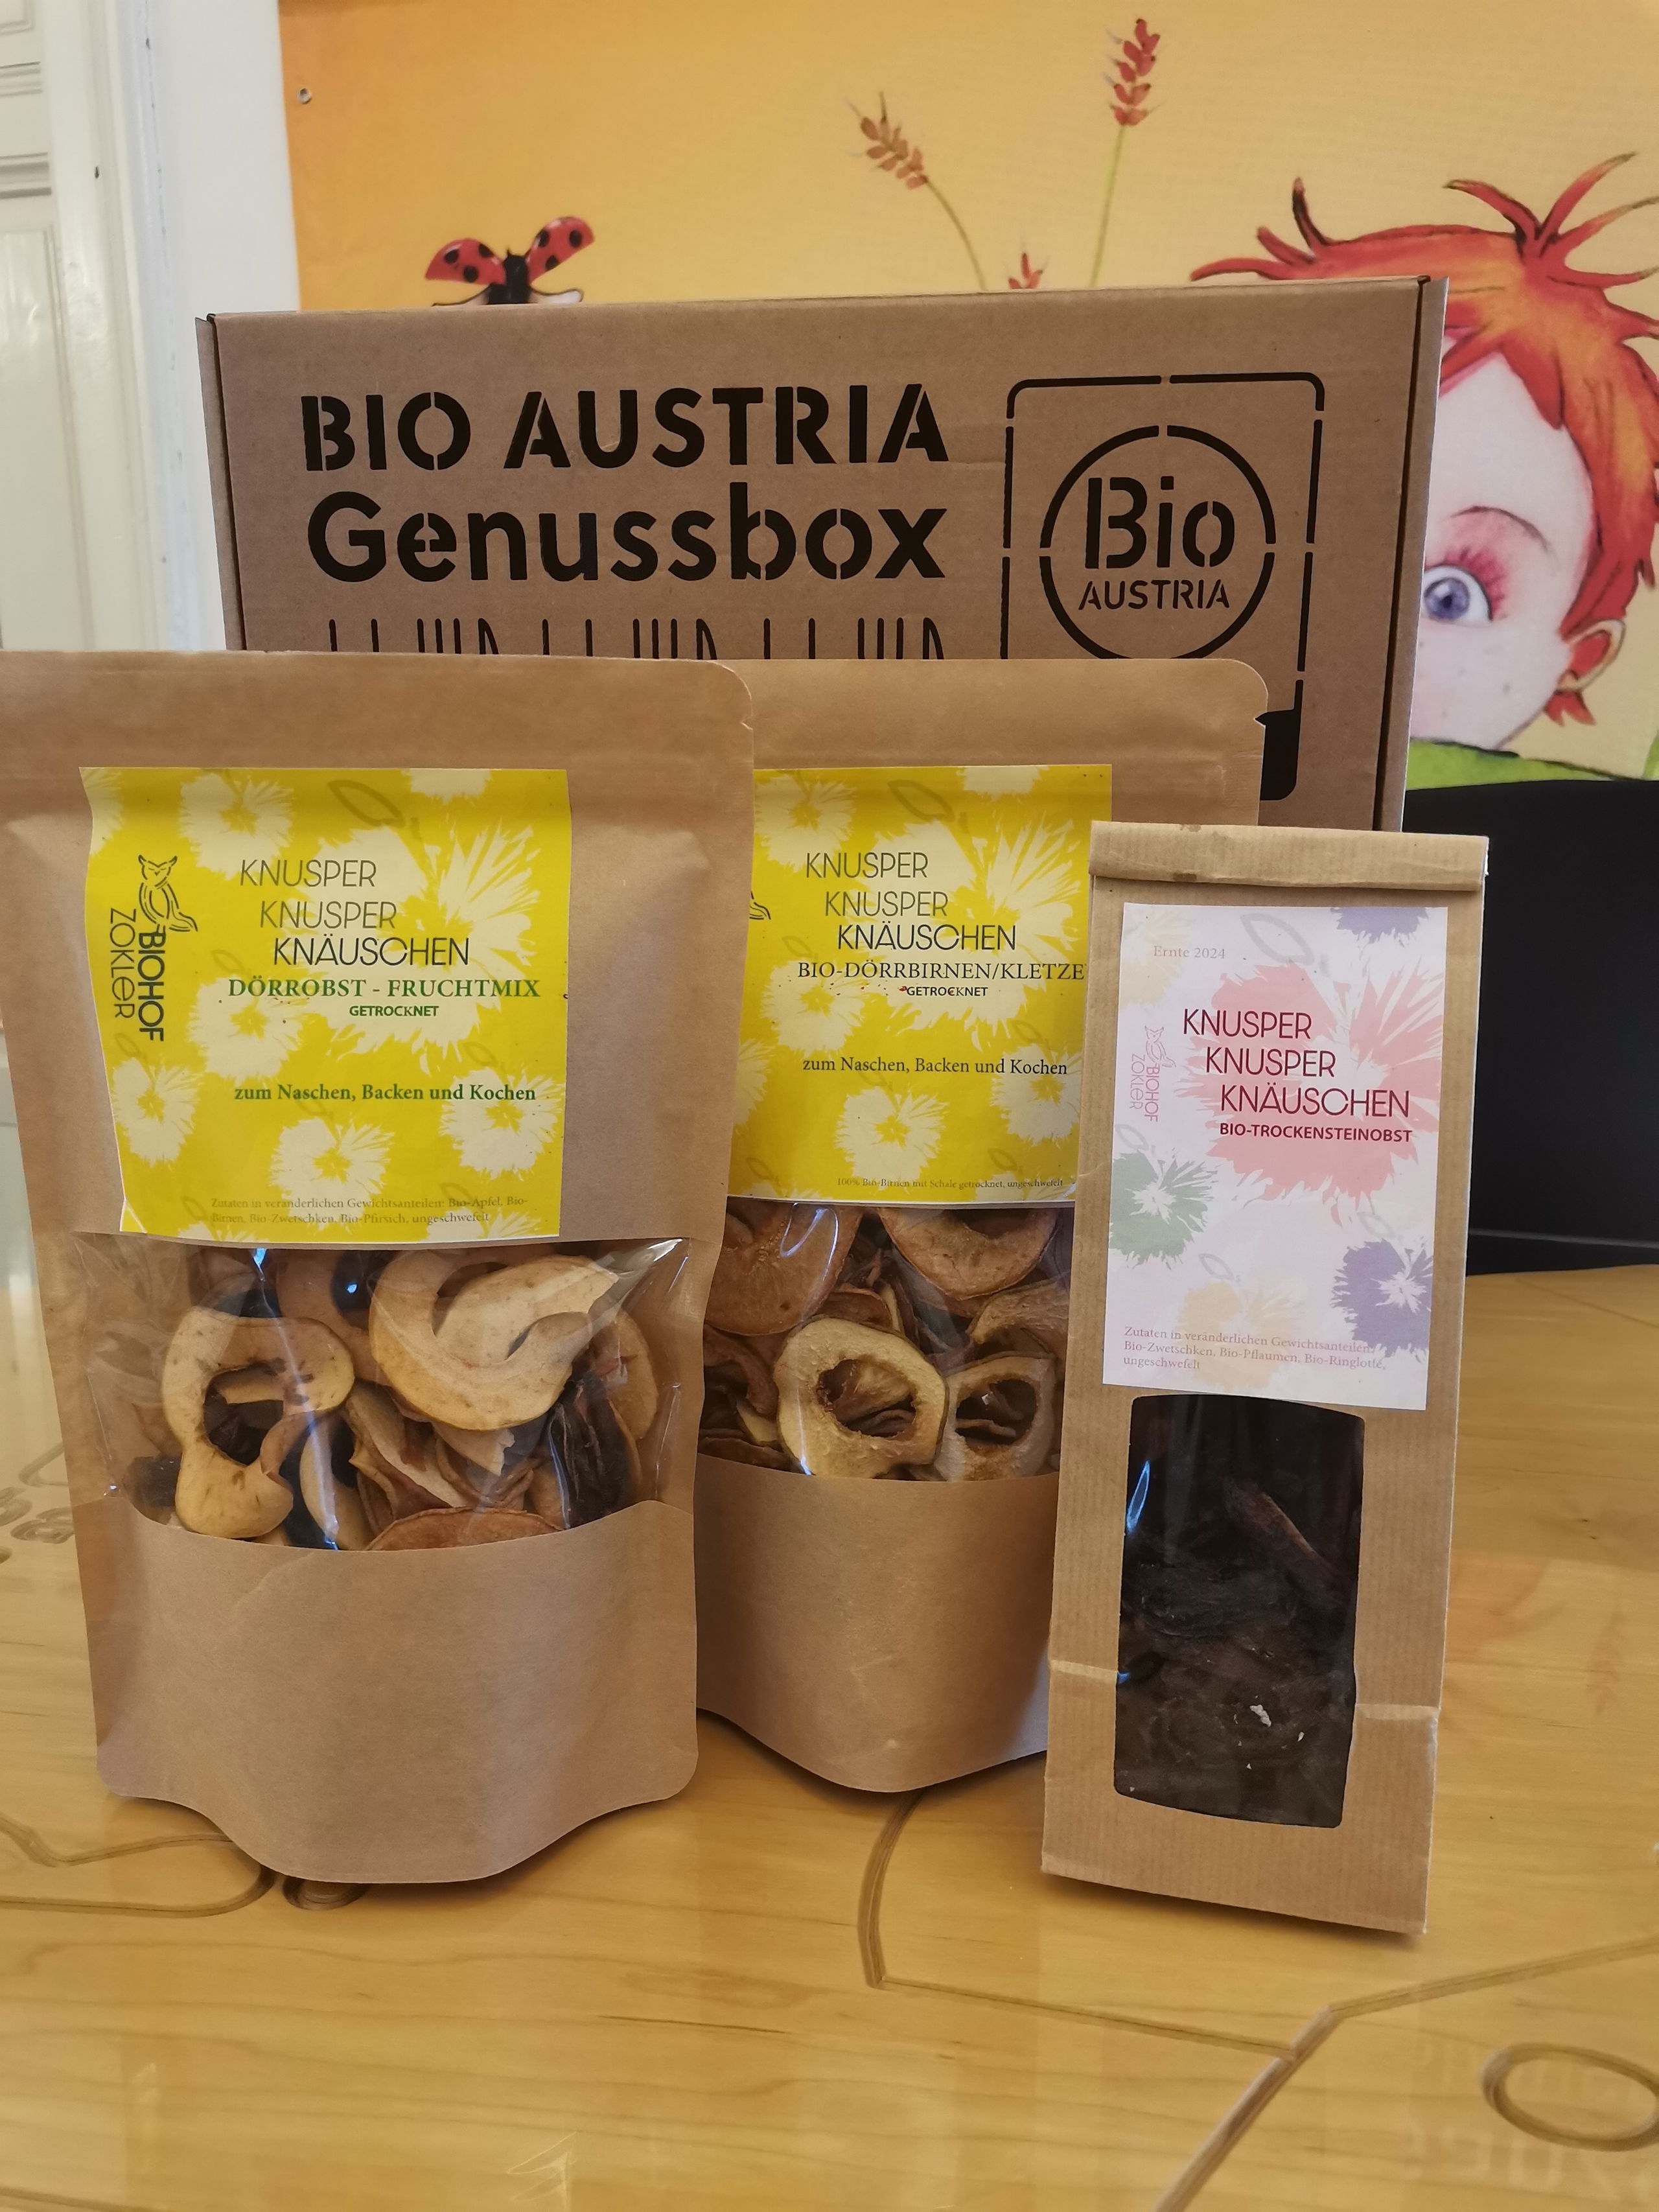 BIO AUSTRIA
Genussbox
Bio
AUSTRIA
BIOHOF
ZOKLER
KNUSPER
KNUSPER
KNÄUSCHEN
DÖRROBST - FRUCHTMIX
GETROCKNET
zum Naschen, Backen und Kochen
Zutaten in veränderlichen Gewichtsanteilen: Bio-Apfel, Bio-
Birnen, Bio-Zwetschken, Bio-Pfirsich, ungeschwefelt
KNUSPER
KNUSPER
KNÄUSCHEN
BIO-DÖRRBIRNEN/KLETZE
GETROCKNET
zum Naschen, Backen und Kochen
100% Bio-Birnen mit Schale getrocknet, ungeschwefelt
Ernte 2024
BIOHOF
ZOKLER
KNUSPER
KNUSPER
KNÄUSCHEN
BIO-TROCKENSTEINOBST
Zutaten in veränderlichen Gewichtsanteilen:
Bio-Zwetschken, Bio-Pflaumen, Bio-Ringlotte,
ungeschwefelt